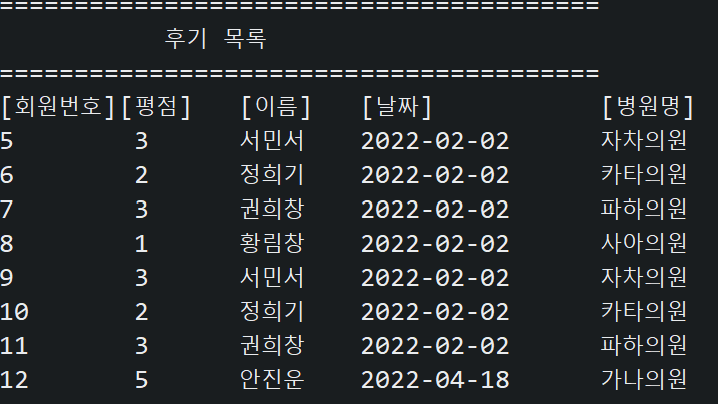 ========================================
후기 목록
========================================
[회원번호][평점] [이름] [날짜] [병원명]
5 3 서민서 2022-02-02 자차의원
6 2 정희기 2022-02-02 카타의원
7 3 권희창 2022-02-02 파하의원
8 1 황림창 2022-02-02 사아의원
9 3 서민서 2022-02-02 자차의원
10 2 정희기 2022-02-02 카타의원
11 3 권희창 2022-02-02 파하의원
12 5 안진운 2022-04-18 가나의원